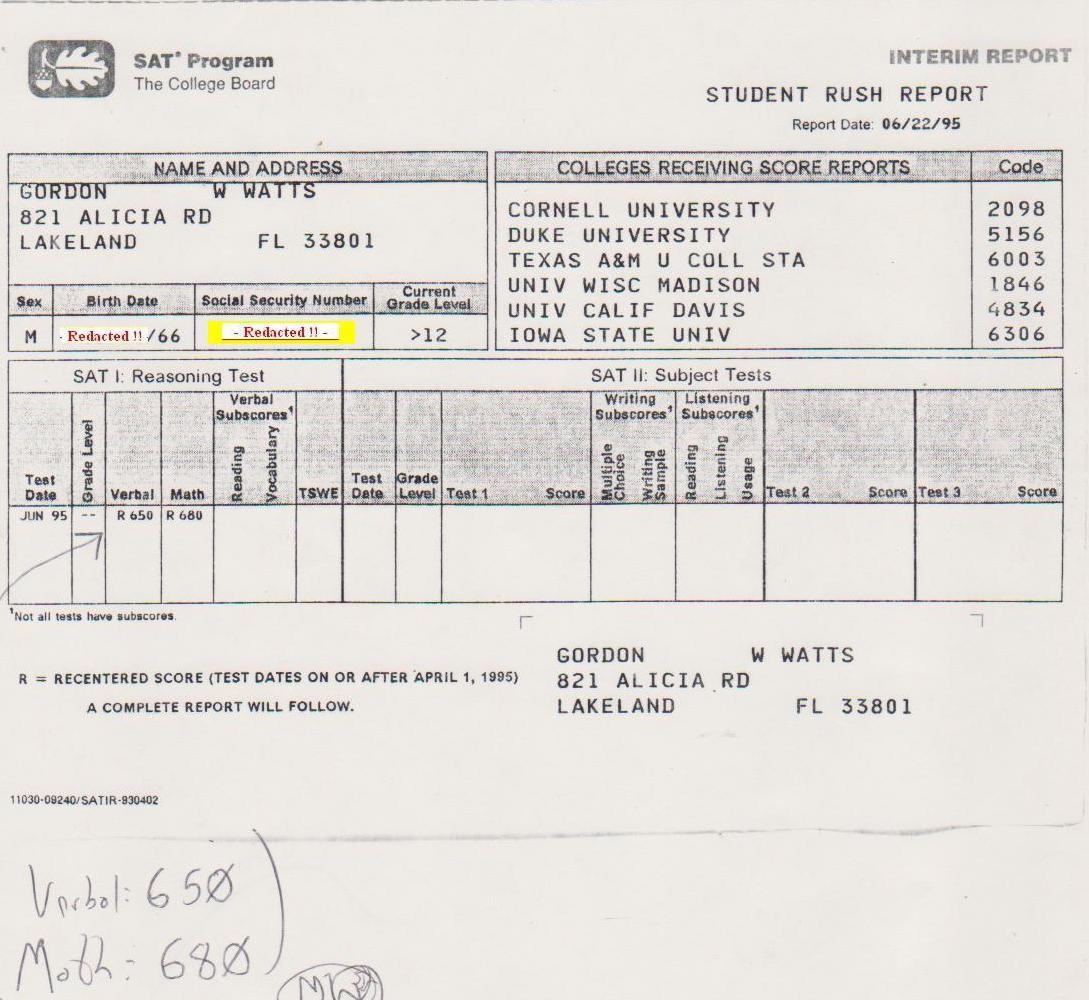 SAT® Program
The College Board
INTERIM REPORT
STUDENT RUSH REPORT
Report Date: 06/22/95
NAME AND ADDRESS
GORDON W WATTS
821 ALICIA RD
LAKELAND FL 33801
Sex Birth Date Social Security Number Current Grade Level
M - Redacted !! /66 - Redacted !! - >12
COLLEGES RECEIVING SCORE REPORTS Code
CORNELL UNIVERSITY 2098
DUKE UNIVERSITY 5156
TEXAS A&M U COLL STA 6003
UNIV WISC MADISON 1846
UNIV CALIF DAVIS 4834
IOWA STATE UNIV 6306
SAT I: Reasoning Test SAT II: Subject Tests
Verbal Subscores¹ Writing Subscores¹ Listening Subscores¹
Test Date Grade Level Verbal Math Reading Vocabulary TSWE Test Date Grade Level Test 1 Score Multiple Choice Writing Sample Reading Listening Usage Test 2 Score Test 3 Score
JUN 95 -- R 650 R 680
¹Not all tests have subscores.
R = RECENTERED SCORE (TEST DATES ON OR AFTER APRIL 1, 1995)
A COMPLETE REPORT WILL FOLLOW.
GORDON W WATTS
821 ALICIA RD
LAKELAND FL 33801
11030-09240/SATIR-930402
Verbal: 650
Math: 680